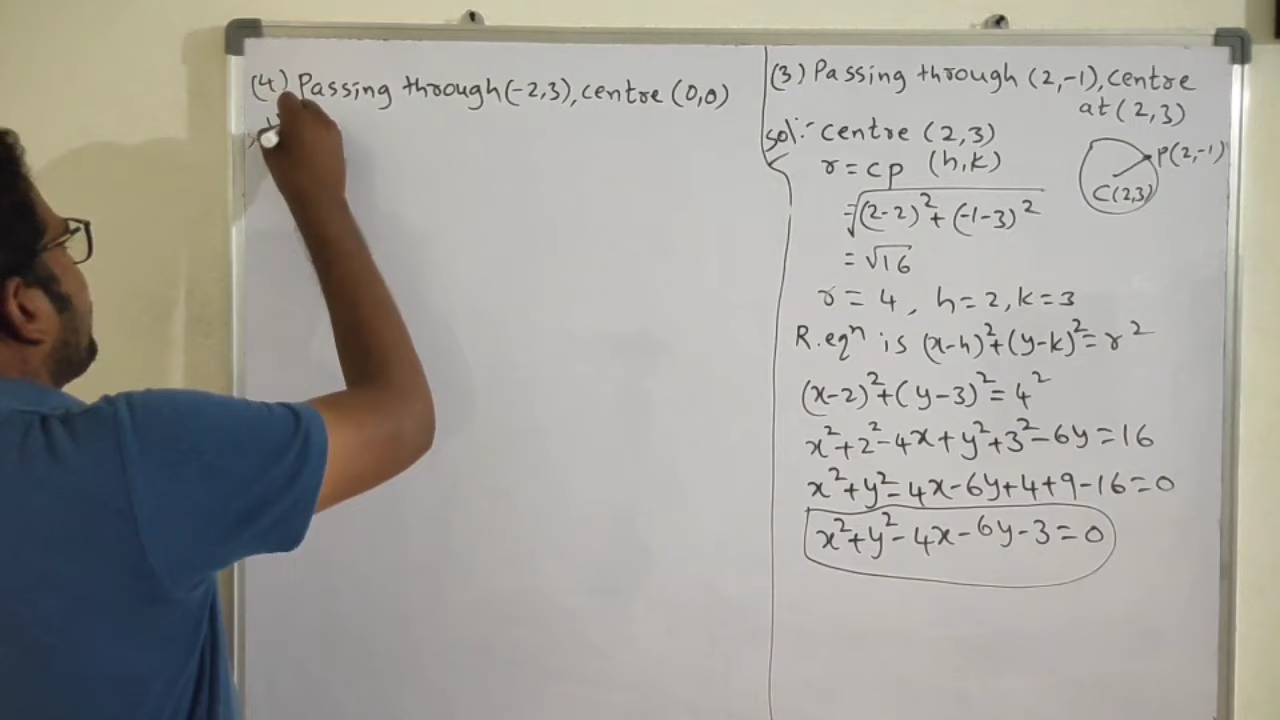 (4) Passing through (-2,3), centre (0,0)
(3) Passing through (2,-1), centre
at (2,3)
sol:- centre (2,3)
r = cp (h,k)
P(2,-1)
C(2,3)
=√(2-2)²+(-1-3)²
=√16
r = 4, h=2, k=3
R.eqⁿ is (x-h)²+(y-k)²=r²
(x-2)²+(y-3)²=4²
x²+2²-4x+y²+3²-6y=16
x²+y²-4x-6y+4+9-16=0
x²+y²-4x-6y-3=0